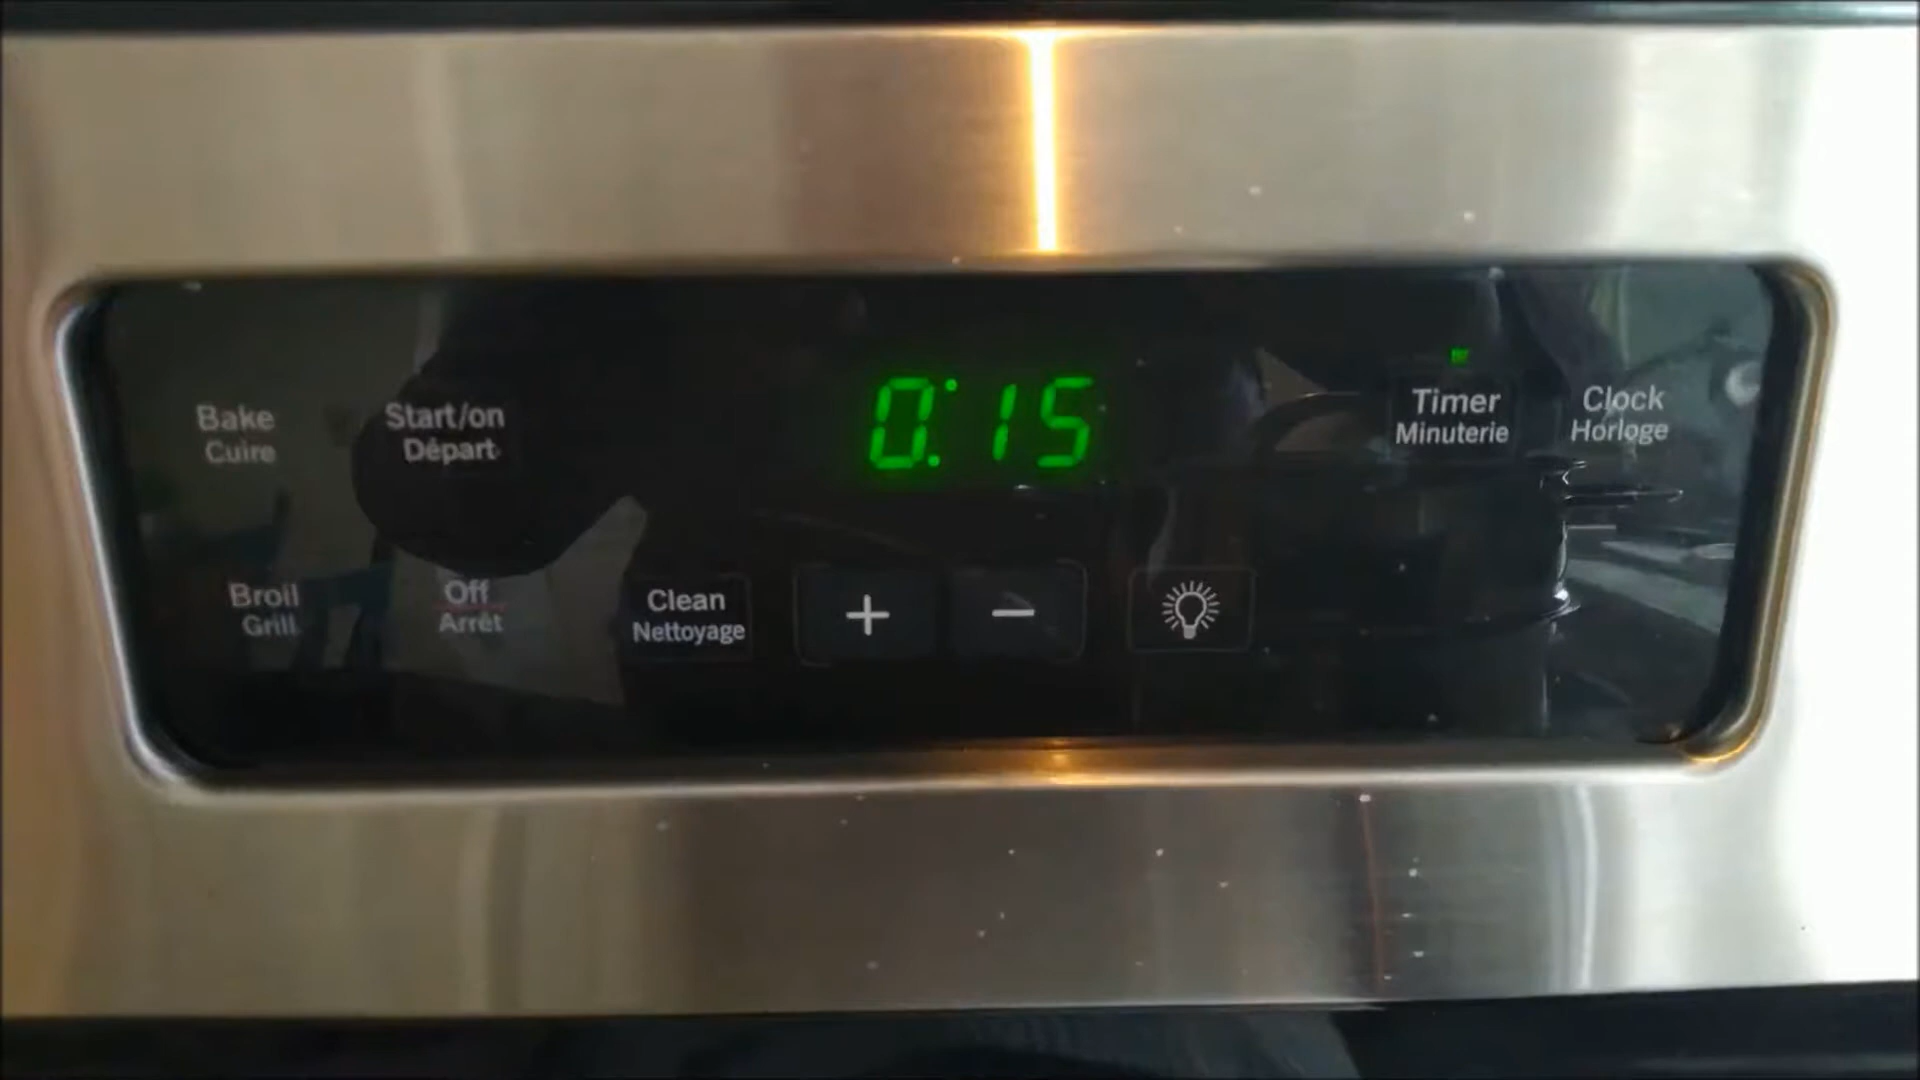 Bake
Cuire
Start/on
Départ
0:15
Timer
Minuterie
Clock
Horloge
Broil
Grill
Off
Arrêt
Clean
Nettoyage
+
−